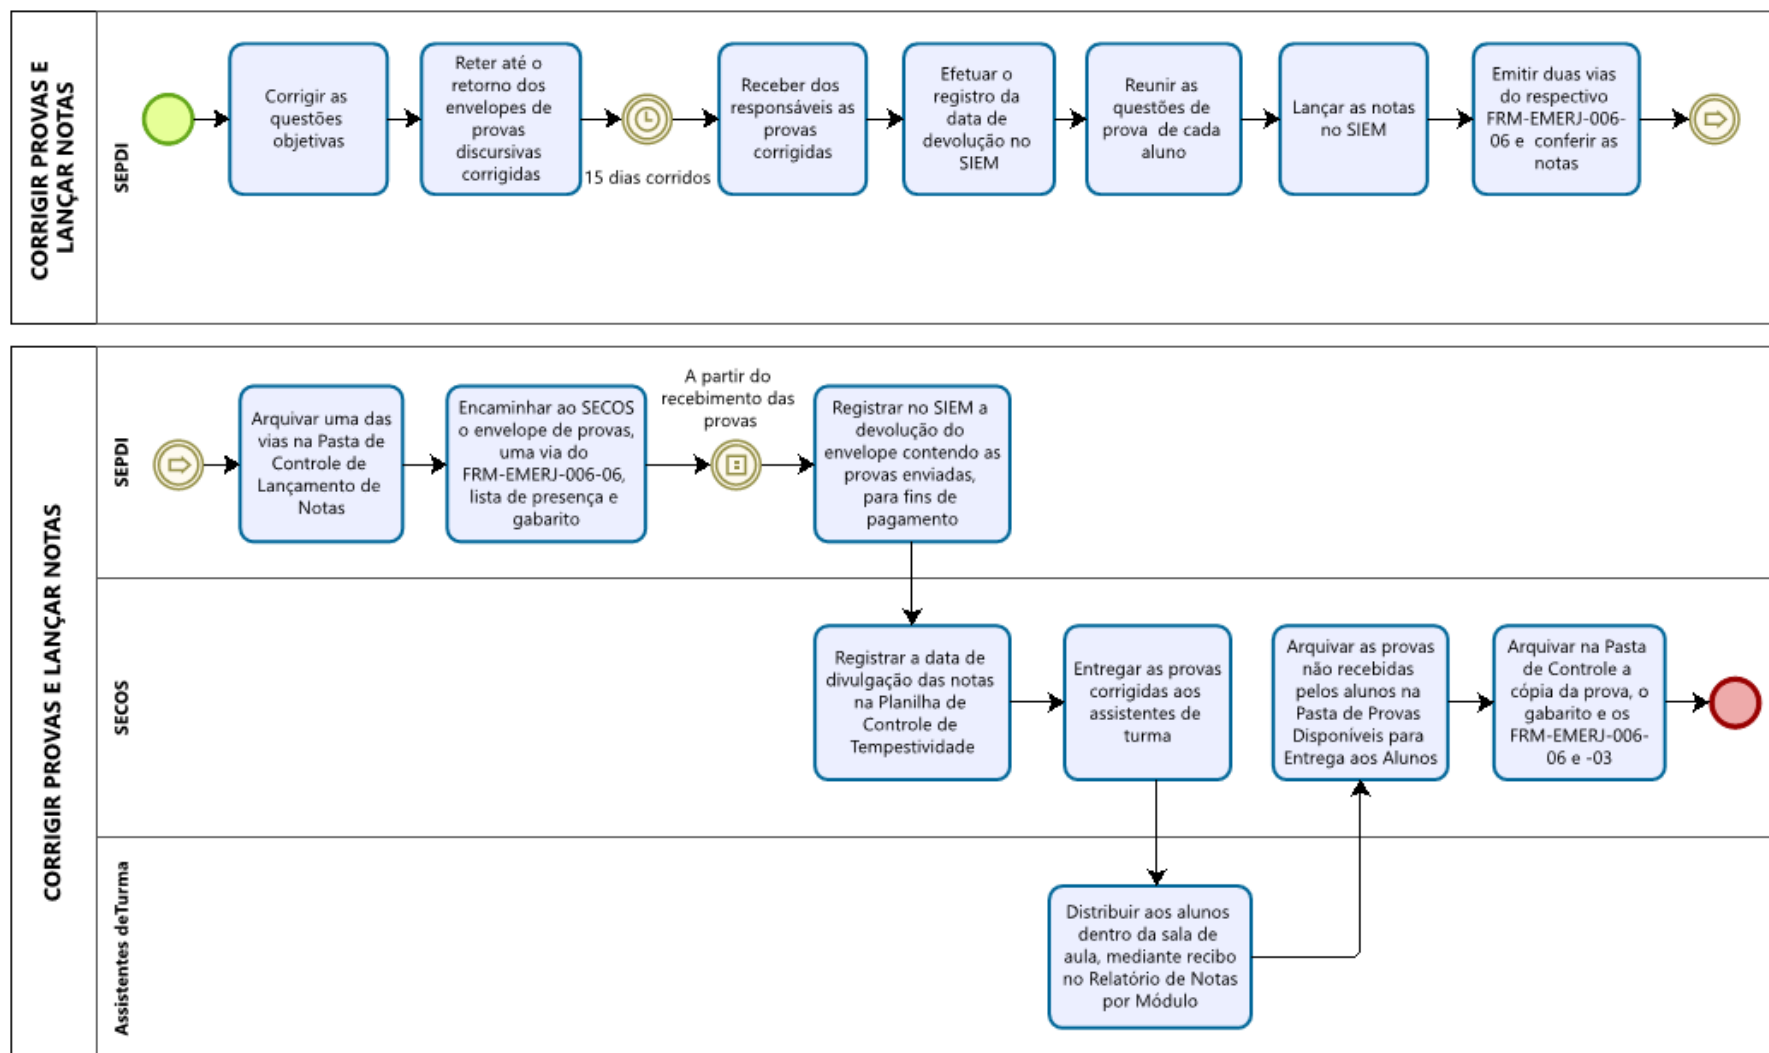 CORRIGIR PROVAS E
LANÇAR NOTAS
SEPDI
Corrigir as
questões
objetivas
Reter até o
retorno dos
envelopes de
provas
discursivas
corrigidas
15 dias corridos
Receber dos
responsáveis as
provas
corrigidas
Efetuar o
registro da
data de
devolução no
SIEM
Reunir as
questões de
prova de cada
aluno
Lançar as notas
no SIEM
Emitir duas vias
do respectivo
FRM-EMERJ-006-
06 e conferir as
notas
CORRIGIR PROVAS E LANÇAR NOTAS
SEPDI
Arquivar uma das
vias na Pasta de
Controle de
Lançamento de
Notas
Encaminhar ao SECOS
o envelope de provas,
uma via do
FRM-EMERJ-006-06,
lista de presença e
gabarito
A partir do
recebimento das
provas
Registrar no SIEM a
devolução do
envelope contendo as
provas enviadas,
para fins de
pagamento
SECOS
Registrar a data de
divulgação das notas
na Planilha de
Controle de
Tempestividade
Entregar as provas
corrigidas aos
assistentes de
turma
Arquivar as provas
não recebidas
pelos alunos na
Pasta de Provas
Disponíveis para
Entrega aos Alunos
Arquivar na Pasta
de Controle a
cópia da prova, o
gabarito e os
FRM-EMERJ-006-
06 e -03
Assistentes deTurma
Distribuir aos alunos
dentro da sala de
aula, mediante recibo
no Relatório de Notas
por Módulo